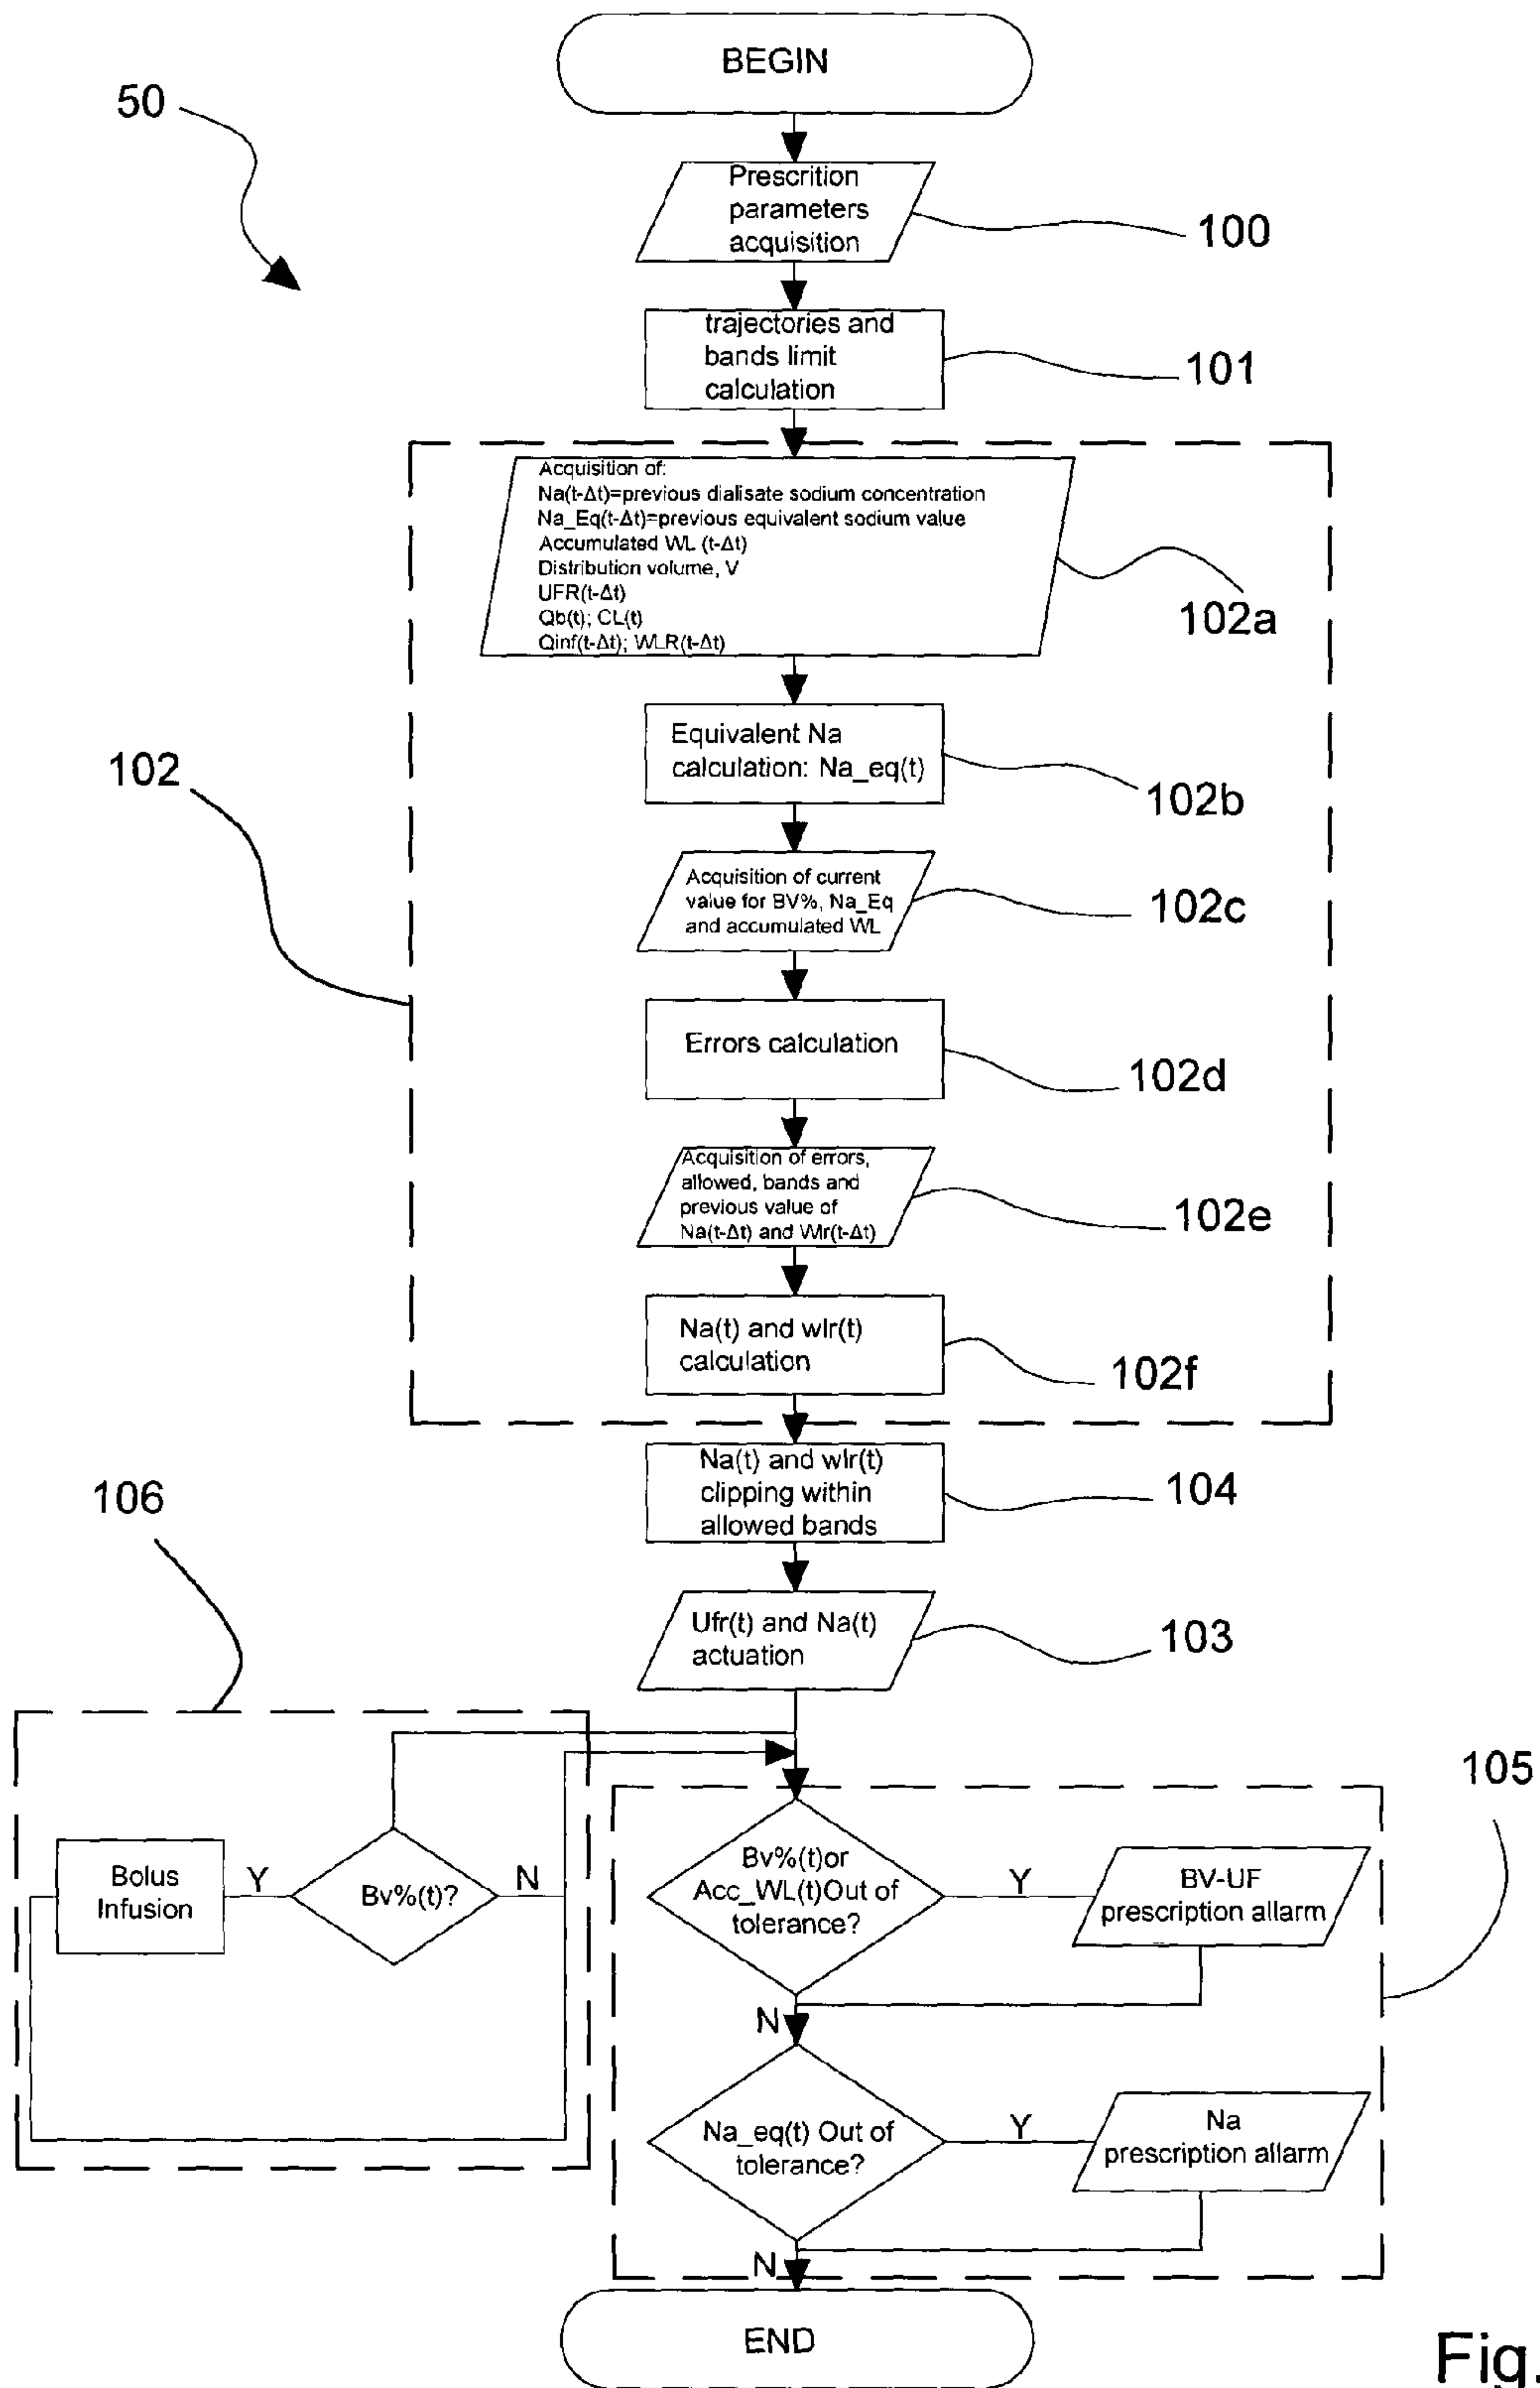 BEGIN
50
Prescrition
parameters
acquisition
100
trajectories and
bands limit
calculation
101
Acquisition of:
Na(t-Δt)=previous dialisate sodium concentration
Na_Eq(t-Δt)=previous equivalent sodium value
Accumulated WL (t-Δt)
Distribution volume, V
UFR(t-Δt)
Qb(t); CL(t)
Qinf(t-Δt); WLR(t-Δt)
102a
102
Equivalent Na
calculation: Na_eq(t)
102b
Acquisition of current
value for BV%, Na_Eq
and accumulated WL
102c
Errors calculation
102d
Acquisition of errors,
allowed, bands and
previous value of
Na(t-Δt) and Wlr(t-Δt)
102e
Na(t) and wlr(t)
calculation
102f
Na(t) and wlr(t)
clipping within
allowed bands
104
106
Ufr(t) and Na(t)
actuation
103
105
Bolus
Infusion
Y
Bv%(t)?
N
Bv%(t)or
Acc_WL(t)Out of
tolerance?
Y
BV-UF
prescription allarm
N
Na_eq(t) Out of
tolerance?
Y
Na
prescription allarm
N
END
Fig.